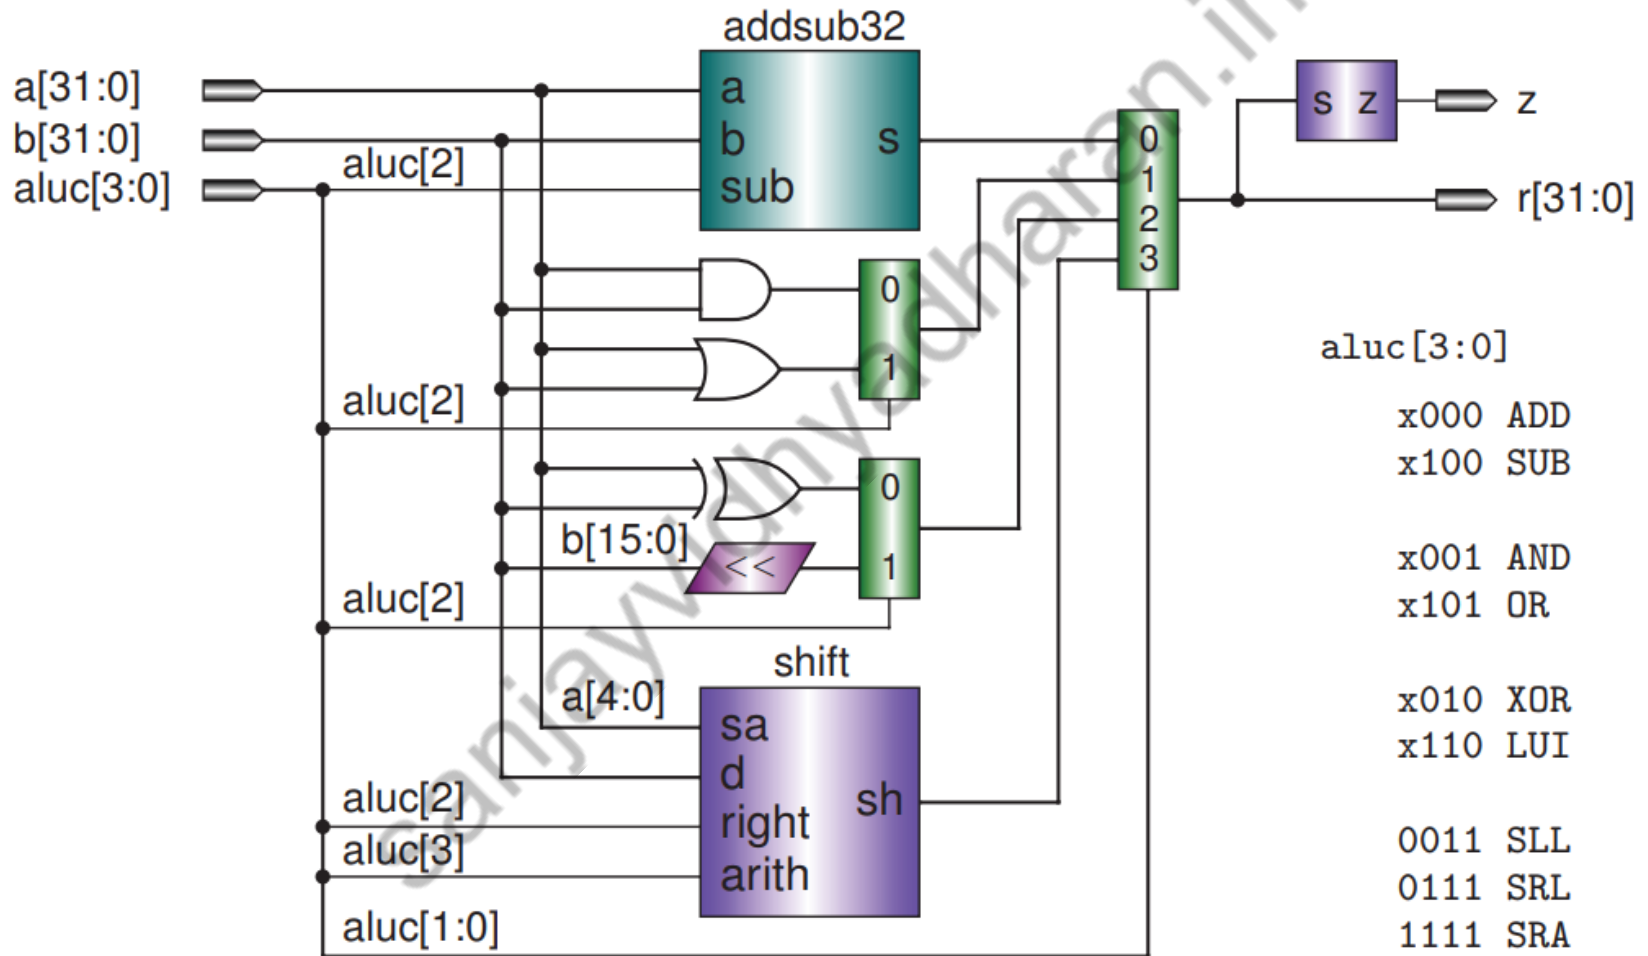 addsub32
a[31:0]
b[31:0]
aluc[3:0]
aluc[2]
a
b
sub
s
0
1
2
3
s z
z
r[31:0]
0
1
aluc[2]
0
1
b[15:0]
<<
aluc[2]
shift
a[4:0]
sa
d
right
arith
sh
aluc[2]
aluc[3]
aluc[1:0]
aluc[3:0]
x000 ADD
x100 SUB
x001 AND
x101 OR
x010 XOR
x110 LUI
0011 SLL
0111 SRL
1111 SRA
sanjayvidhyadharan.in